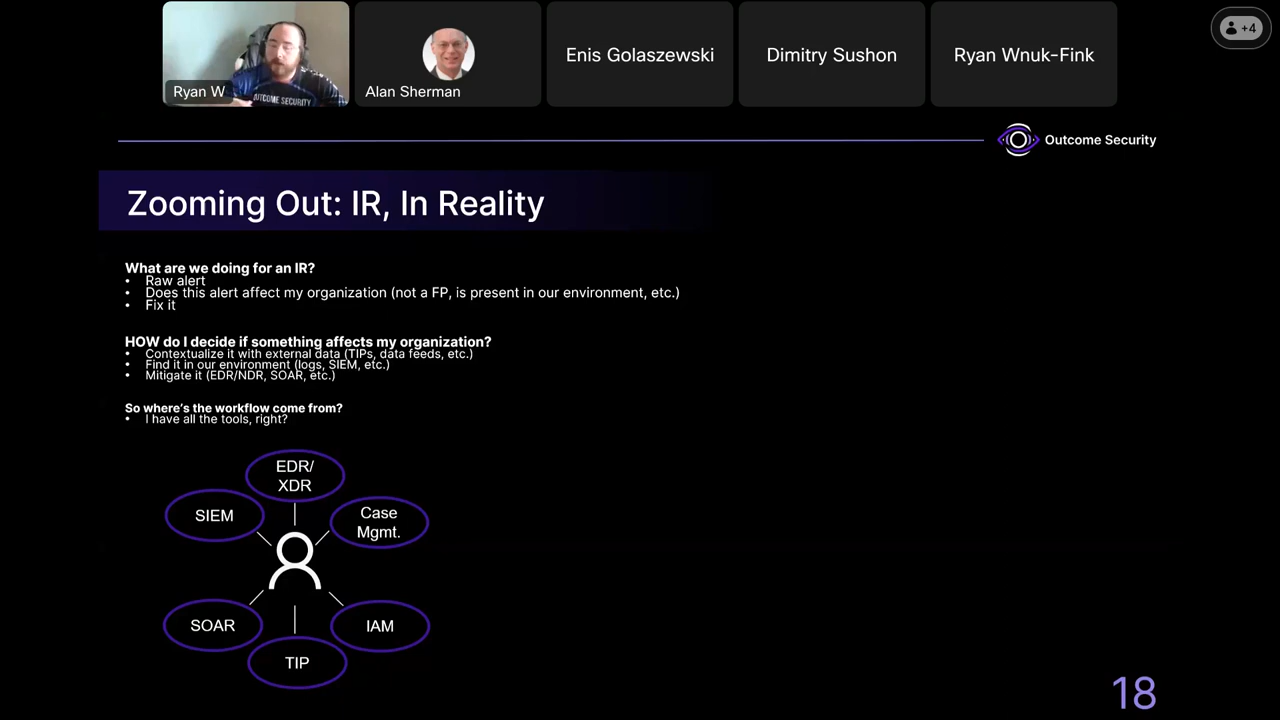 Ryan W
OUTCOME SECURITY
Alan Sherman
Enis Golaszewski
Dimitry Sushon
Ryan Wnuk-Fink
+4
Outcome Security
Zooming Out: IR, In Reality
What are we doing for an IR?
• Raw alert
• Does this alert affect my organization (not a FP, is present in our environment, etc.)
• Fix it
HOW do I decide if something affects my organization?
• Contextualize it with external data (TIPs, data feeds, etc.)
• Find it in our environment (logs, SIEM, etc.)
• Mitigate it (EDR/NDR, SOAR, etc.)
So where's the workflow come from?
• I have all the tools, right?
EDR/
XDR
SIEM
Case
Mgmt.
SOAR
IAM
TIP
18